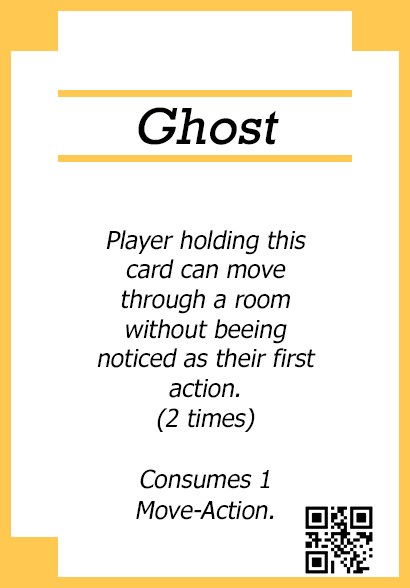 Ghost
Player holding this
card can move
through a room
without beeing
noticed as their first
action.
(2 times)
Consumes 1
Move-Action.